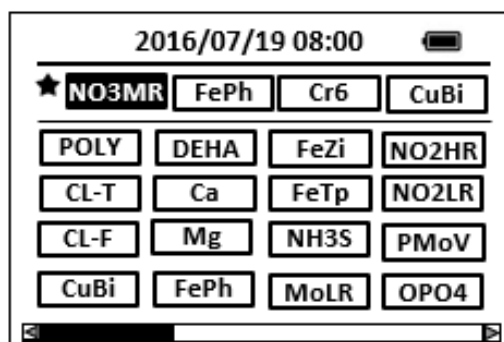 2016/07/19 08:00
NO3MR FePh Cr6 CuBi
POLY DEHA FeZi NO2HR
CL-T Ca FeTp NO2LR
CL-F Mg NH3S PMoV
CuBi FePh MoLR OPO4